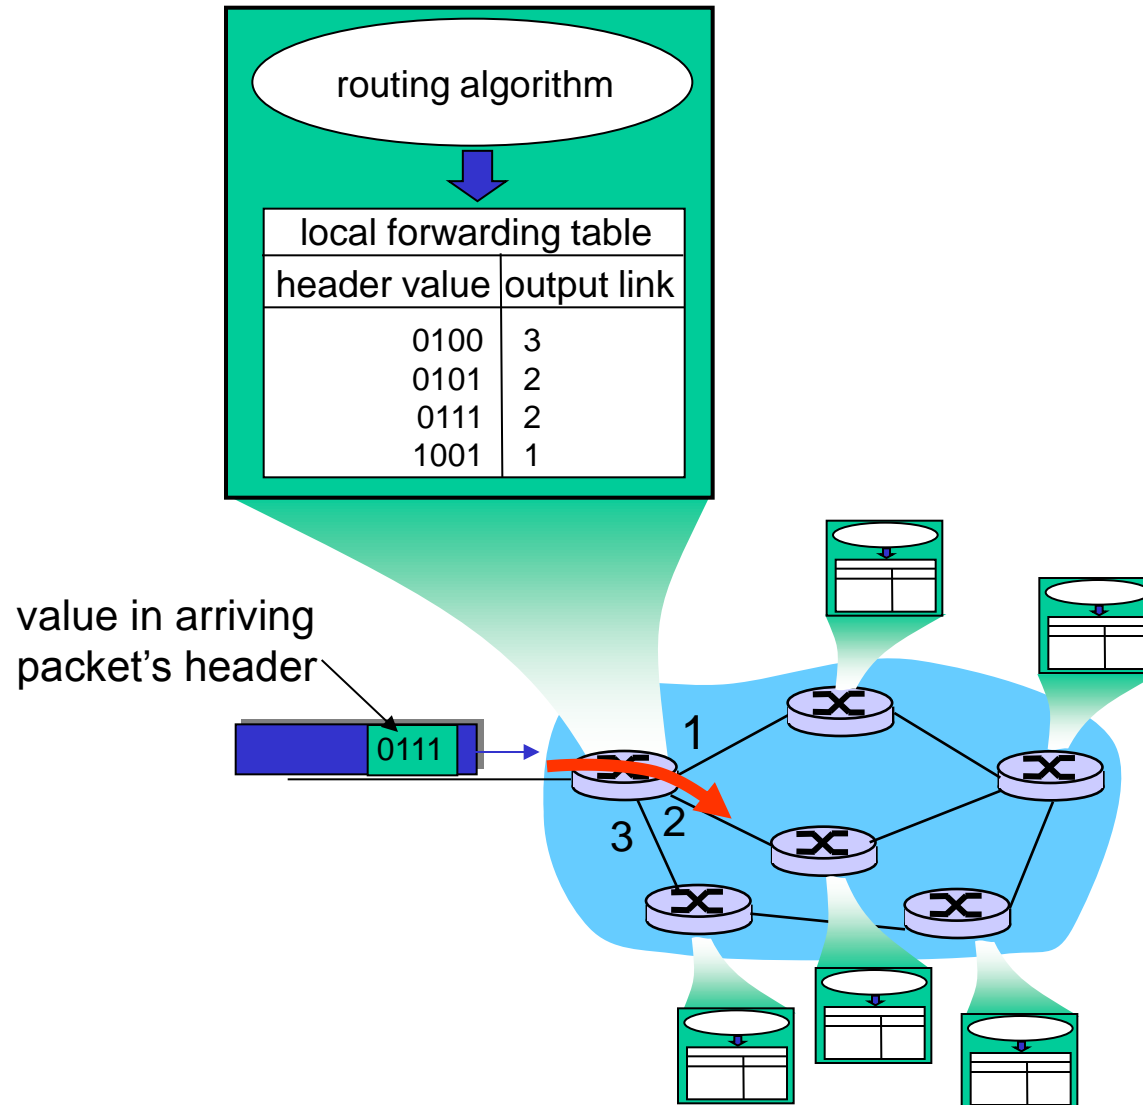 routing algorithm
local forwarding table
header value output link
0100 3
0101 2
0111 2
1001 1
value in arriving
packet's header
0111
1
2
3